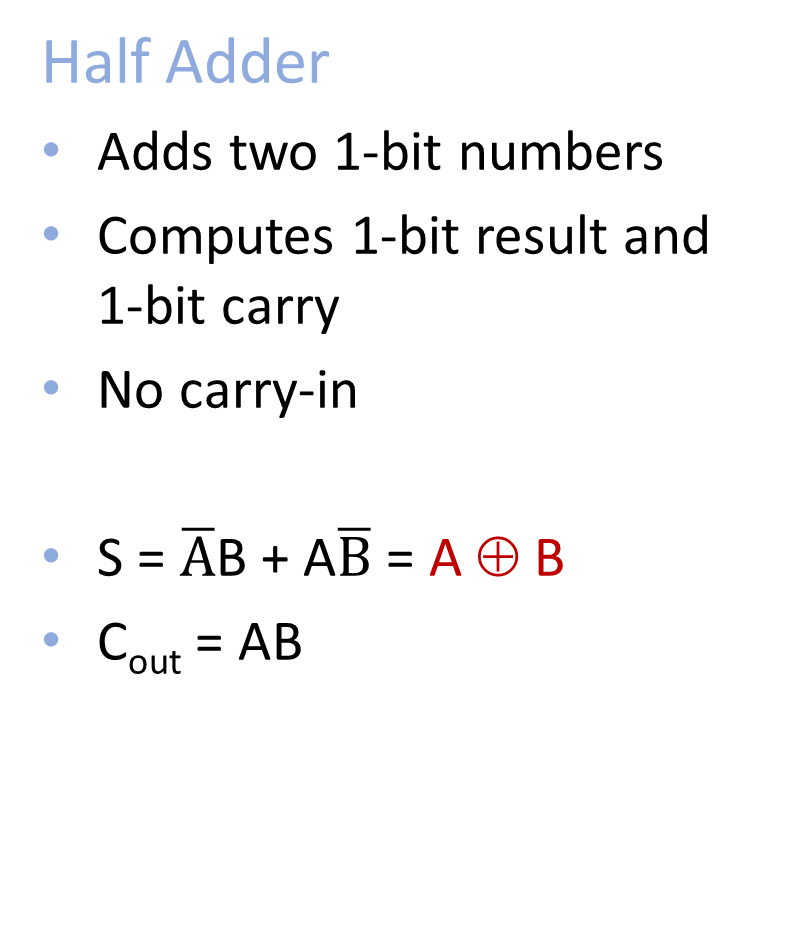 Half Adder
• Adds two 1-bit numbers
• Computes 1-bit result and
1-bit carry
• No carry-in
• S = A̅B + AB̅ = A ⊕ B
• C_out = AB